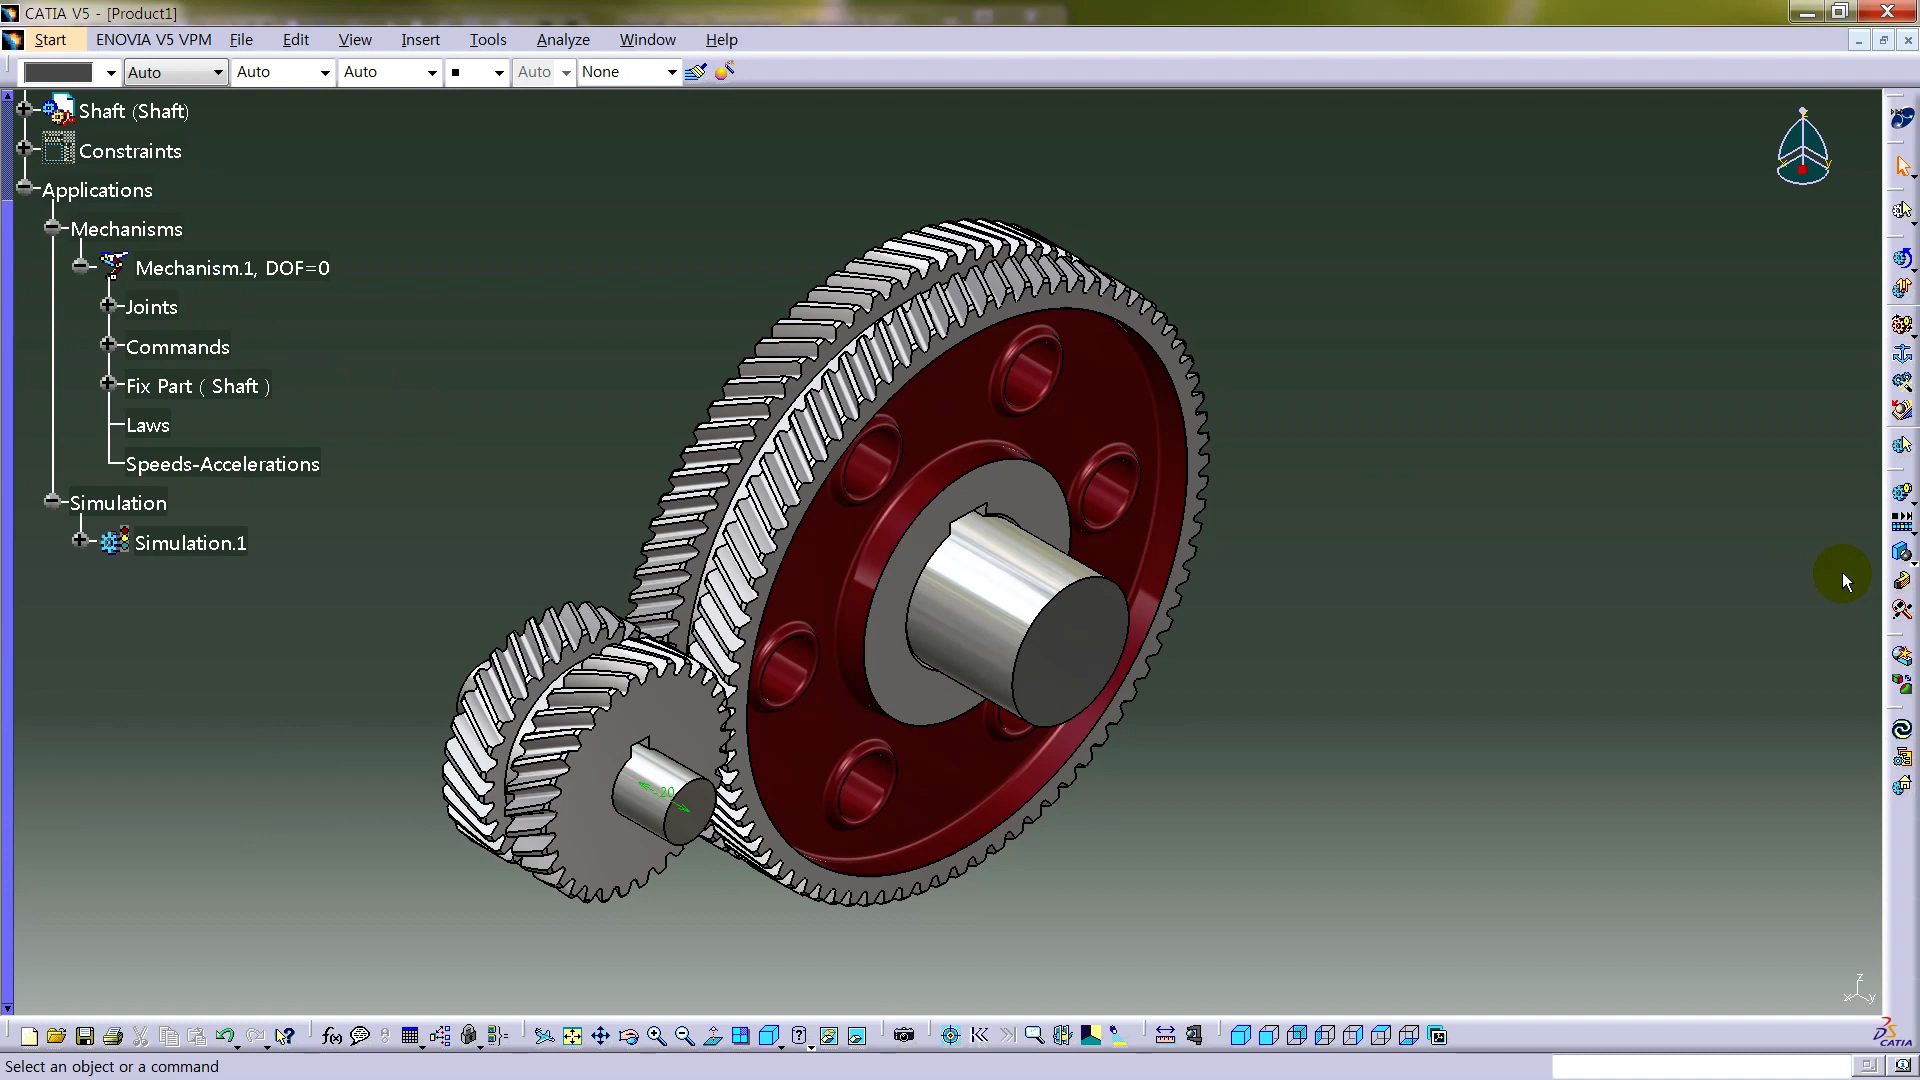 CATIA V5 - [Product1]
Start ENOVIA V5 VPM File Edit View Insert Tools Analyze Window Help
Auto Auto Auto Auto None
Shaft (Shaft)
Constraints
Applications
Mechanisms
Mechanism.1, DOF=0
Joints
Commands
Fix Part ( Shaft )
Laws
Speeds-Accelerations
Simulation
Simulation.1
-20
z
x y
CATIA
Select an object or a command